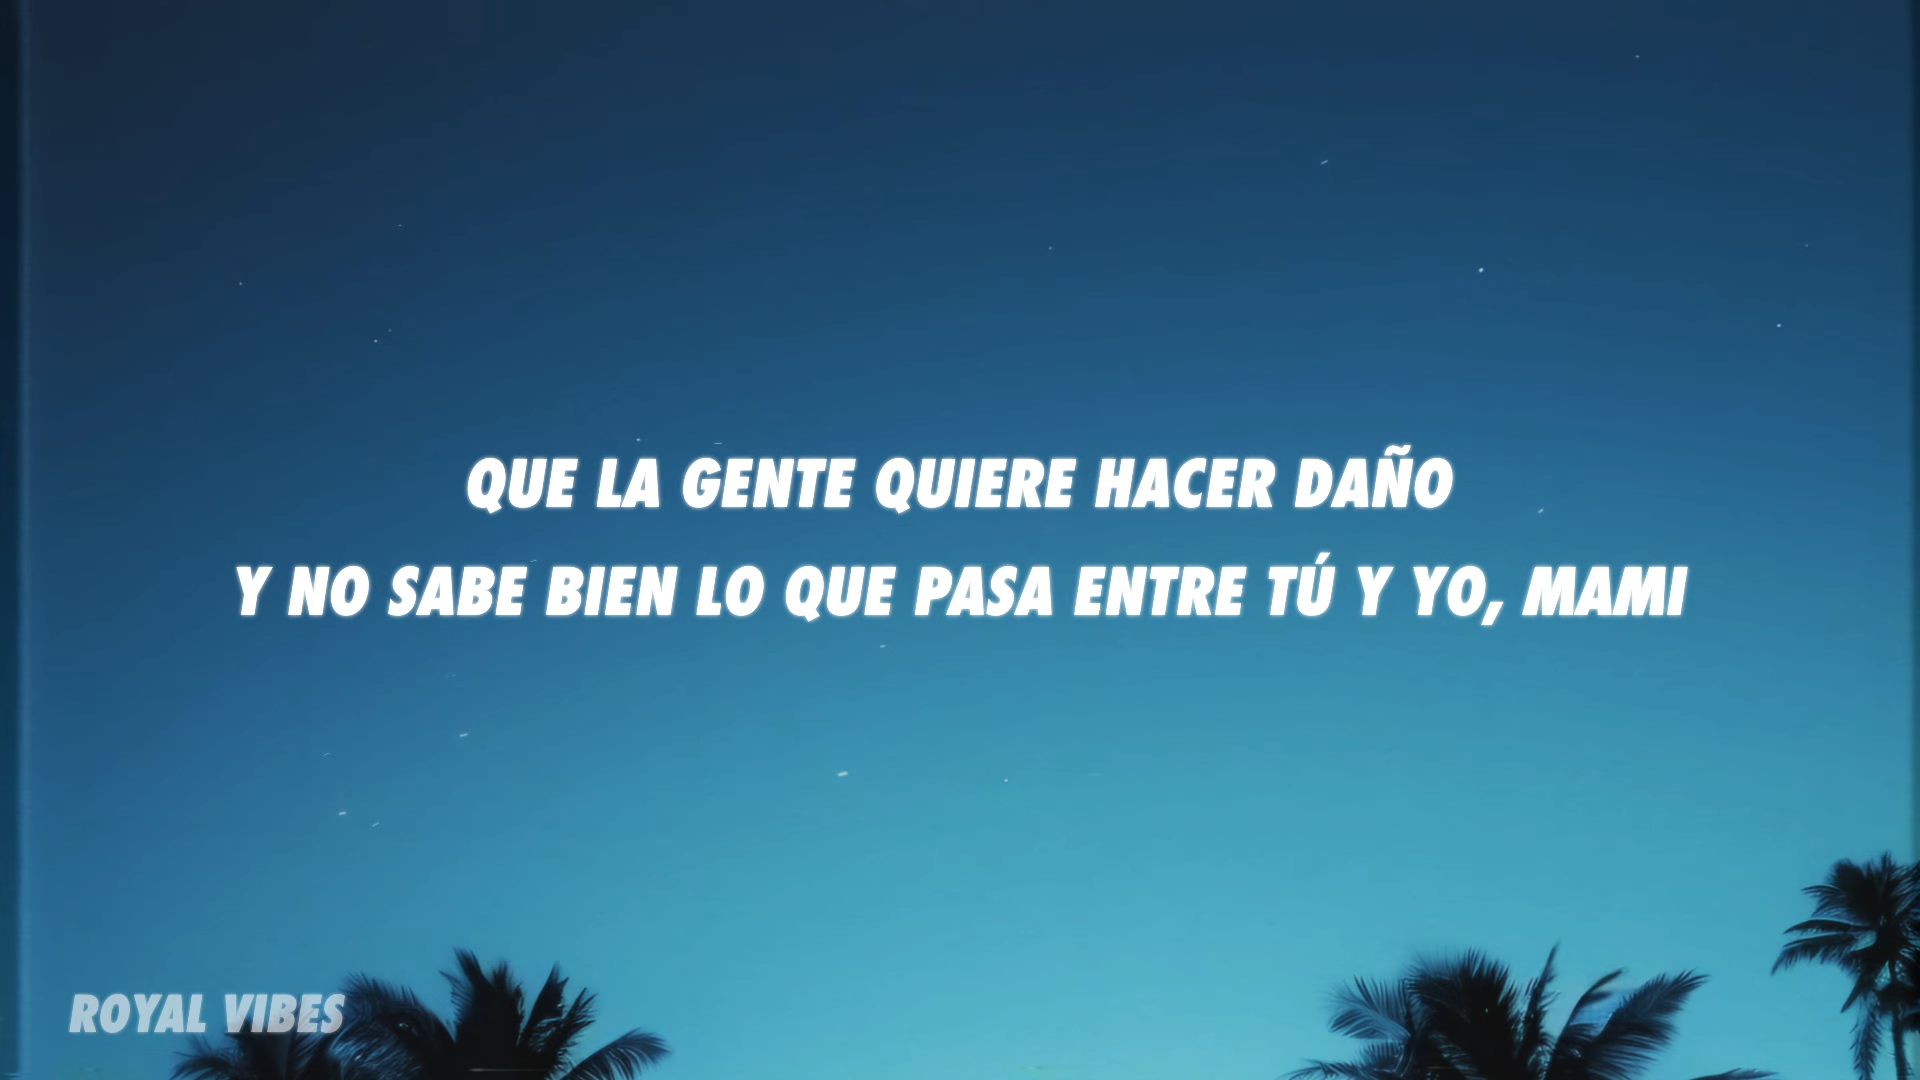 QUE LA GENTE QUIERE HACER DAÑO
Y NO SABE BIEN LO QUE PASA ENTRE TÚ Y YO, MAMI
ROYAL VIBES